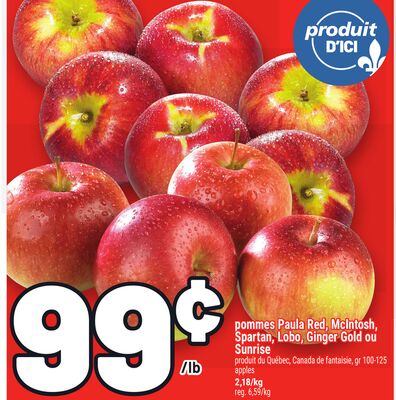 produit
D'ICI
99¢
/lb
pommes Paula Red, McIntosh,
Spartan, Lobo, Ginger Gold ou
Sunrise
produit du Québec, Canada de fantaisie, gr 100-125
apples
2,18/kg
reg. 6,59/kg